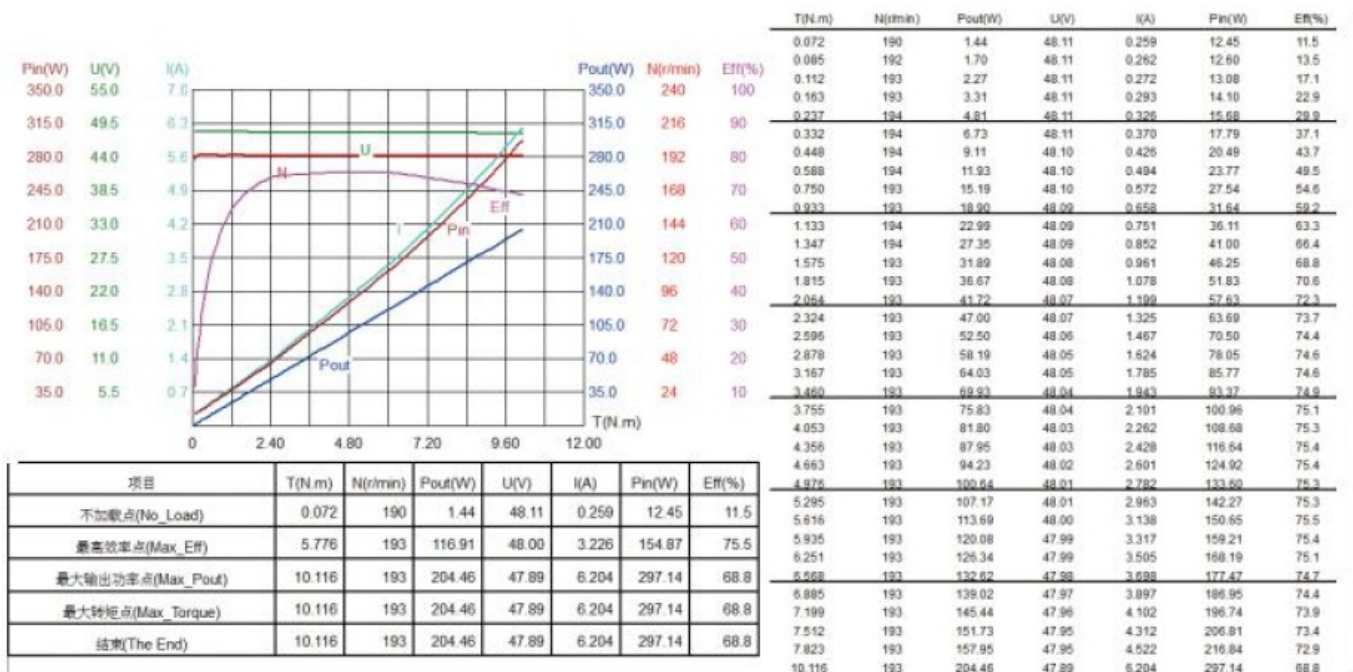 Pin(W) U(V) I(A) Pout(W) N(r/min) Eff(%)
350.0 55.0 7.0 350.0 240 100
315.0 49.5 6.3 315.0 216 90
280.0 44.0 5.6 280.0 192 80
245.0 38.5 4.9 245.0 168 70
210.0 33.0 4.2 210.0 144 60
175.0 27.5 3.5 175.0 120 50
140.0 22.0 2.8 140.0 96 40
105.0 16.5 2.1 105.0 72 30
70.0 11.0 1.4 70.0 48 20
35.0 5.5 0.7 35.0 24 10
U
N
Eff
I
Pin
Pout
T(N.m)
0 2.40 4.80 7.20 9.60 12.00
项目 T(N.m) N(r/min) Pout(W) U(V) I(A) Pin(W) Eff(%)
不加载点(No_Load) 0.072 190 1.44 48.11 0.259 12.45 11.5
最高效率点(Max_Eff) 5.776 193 116.91 48.00 3.226 154.87 75.5
最大输出功率点(Max_Pout) 10.116 193 204.46 47.89 6.204 297.14 68.8
最大转矩点(Max_Torque) 10.116 193 204.46 47.89 6.204 297.14 68.8
结束(The End) 10.116 193 204.46 47.89 6.204 297.14 68.8
T(N.m) N(r/min) Pout(W) U(V) I(A) Pin(W) Eff(%)
0.072 190 1.44 48.11 0.259 12.45 11.5
0.085 192 1.70 48.11 0.262 12.60 13.5
0.112 193 2.27 48.11 0.272 13.08 17.1
0.163 193 3.31 48.11 0.293 14.10 22.9
0.237 194 4.81 48.11 0.326 15.68 29.9
0.332 194 6.73 48.11 0.370 17.79 37.1
0.448 194 9.11 48.10 0.426 20.49 43.7
0.588 194 11.93 48.10 0.494 23.77 49.5
0.750 193 15.19 48.10 0.572 27.54 54.6
0.933 193 18.90 48.09 0.658 31.64 59.2
1.133 194 22.99 48.09 0.751 36.11 63.3
1.347 194 27.35 48.09 0.852 41.00 66.4
1.575 193 31.89 48.08 0.961 46.25 68.8
1.815 193 36.67 48.08 1.078 51.83 70.6
2.064 193 41.72 48.07 1.199 57.63 72.3
2.324 193 47.00 48.07 1.325 63.69 73.7
2.596 193 52.50 48.06 1.467 70.50 74.4
2.878 193 58.19 48.05 1.624 78.05 74.6
3.167 193 64.03 48.05 1.785 85.77 74.6
3.460 193 69.93 48.04 1.943 93.37 74.9
3.755 193 75.83 48.04 2.101 100.96 75.1
4.053 193 81.80 48.03 2.262 108.68 75.3
4.356 193 87.95 48.03 2.428 116.64 75.4
4.663 193 94.23 48.02 2.601 124.92 75.4
4.976 193 100.64 48.01 2.782 133.60 75.3
5.295 193 107.17 48.01 2.963 142.27 75.3
5.616 193 113.69 48.00 3.138 150.65 75.5
5.935 193 120.08 47.99 3.317 159.21 75.4
6.251 193 126.34 47.99 3.505 168.19 75.1
6.568 193 132.62 47.98 3.698 177.47 74.7
6.885 193 139.02 47.97 3.897 186.95 74.4
7.199 193 145.44 47.96 4.102 196.74 73.9
7.512 193 151.73 47.95 4.312 206.81 73.4
7.823 193 157.95 47.95 4.522 216.84 72.9
10.116 193 204.46 47.89 6.204 297.14 68.8